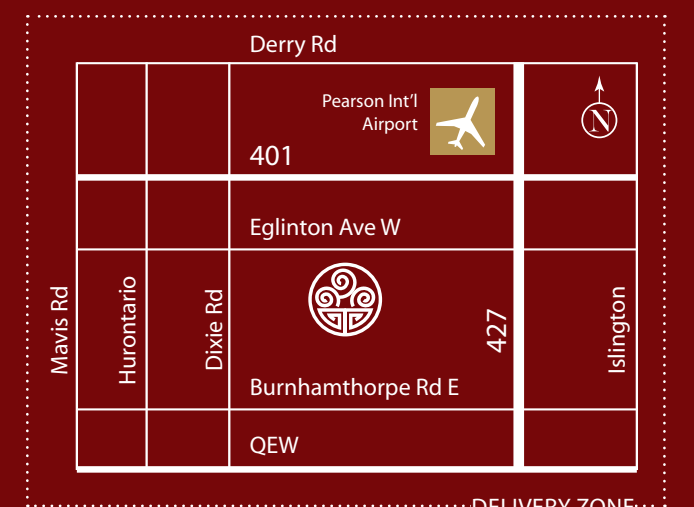 Derry Rd
Pearson Int'l
Airport
N
401
Eglinton Ave W
Mavis Rd
Hurontario
Dixie Rd
427
Islington
Burnhamthorpe Rd E
QEW
DELIVERY ZONE